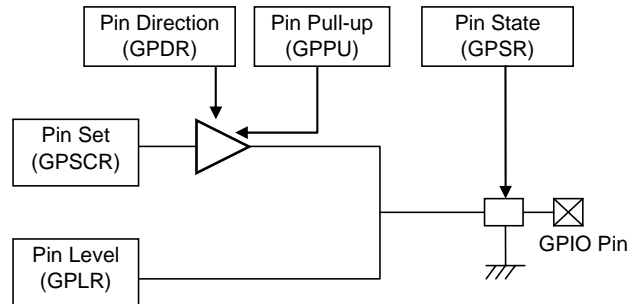 Pin Direction
(GPDR)
Pin Pull-up
(GPPU)
Pin State
(GPSR)
Pin Set
(GPSCR)
GPIO Pin
Pin Level
(GPLR)